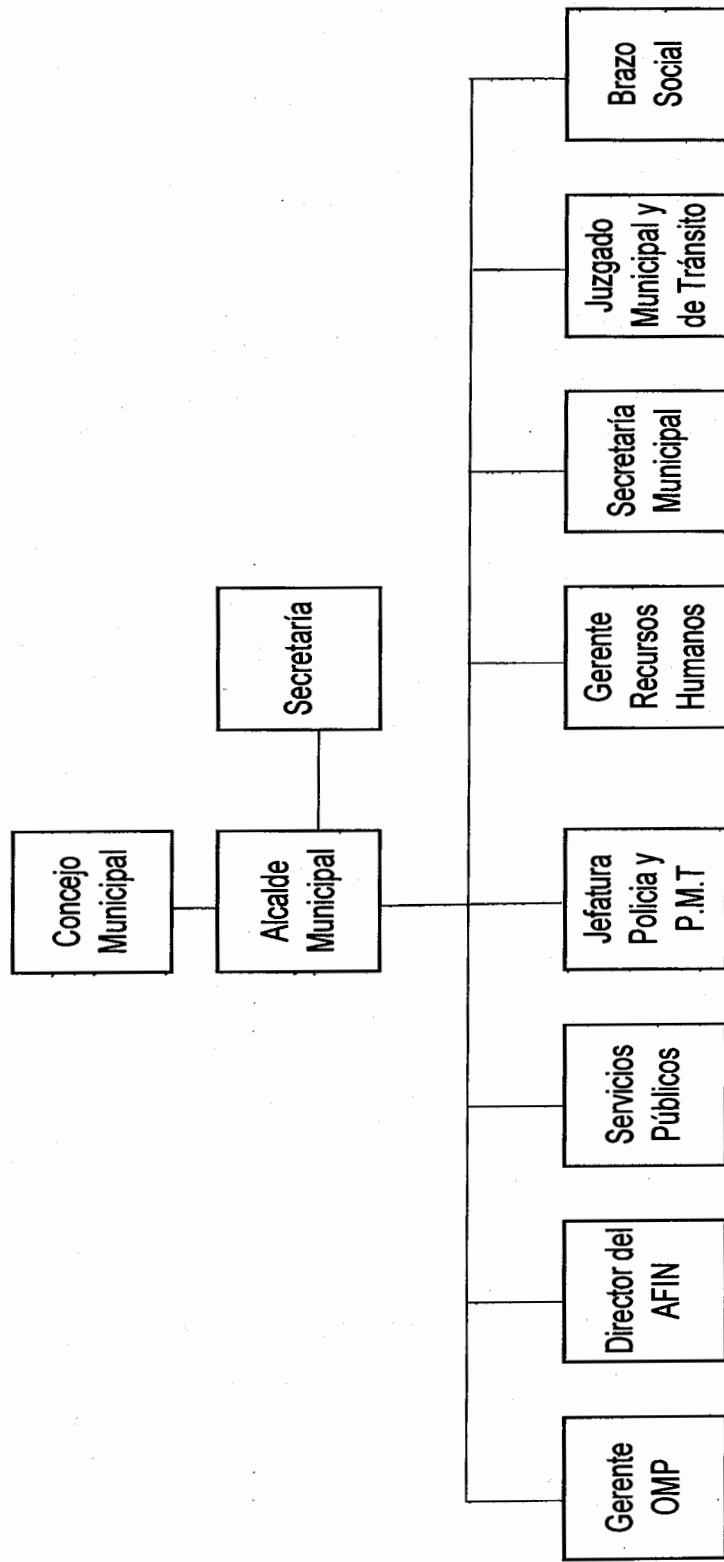 Concejo
Municipal
Alcalde
Municipal
Secretaría
Gerente
OMP
Director del
AFIN
Servicios
Públicos
Jefatura
Policia y
P.M.T
Gerente
Recursos
Humanos
Secretaría
Municipal
Juzgado
Municipal y
de Tránsito
Brazo
Social